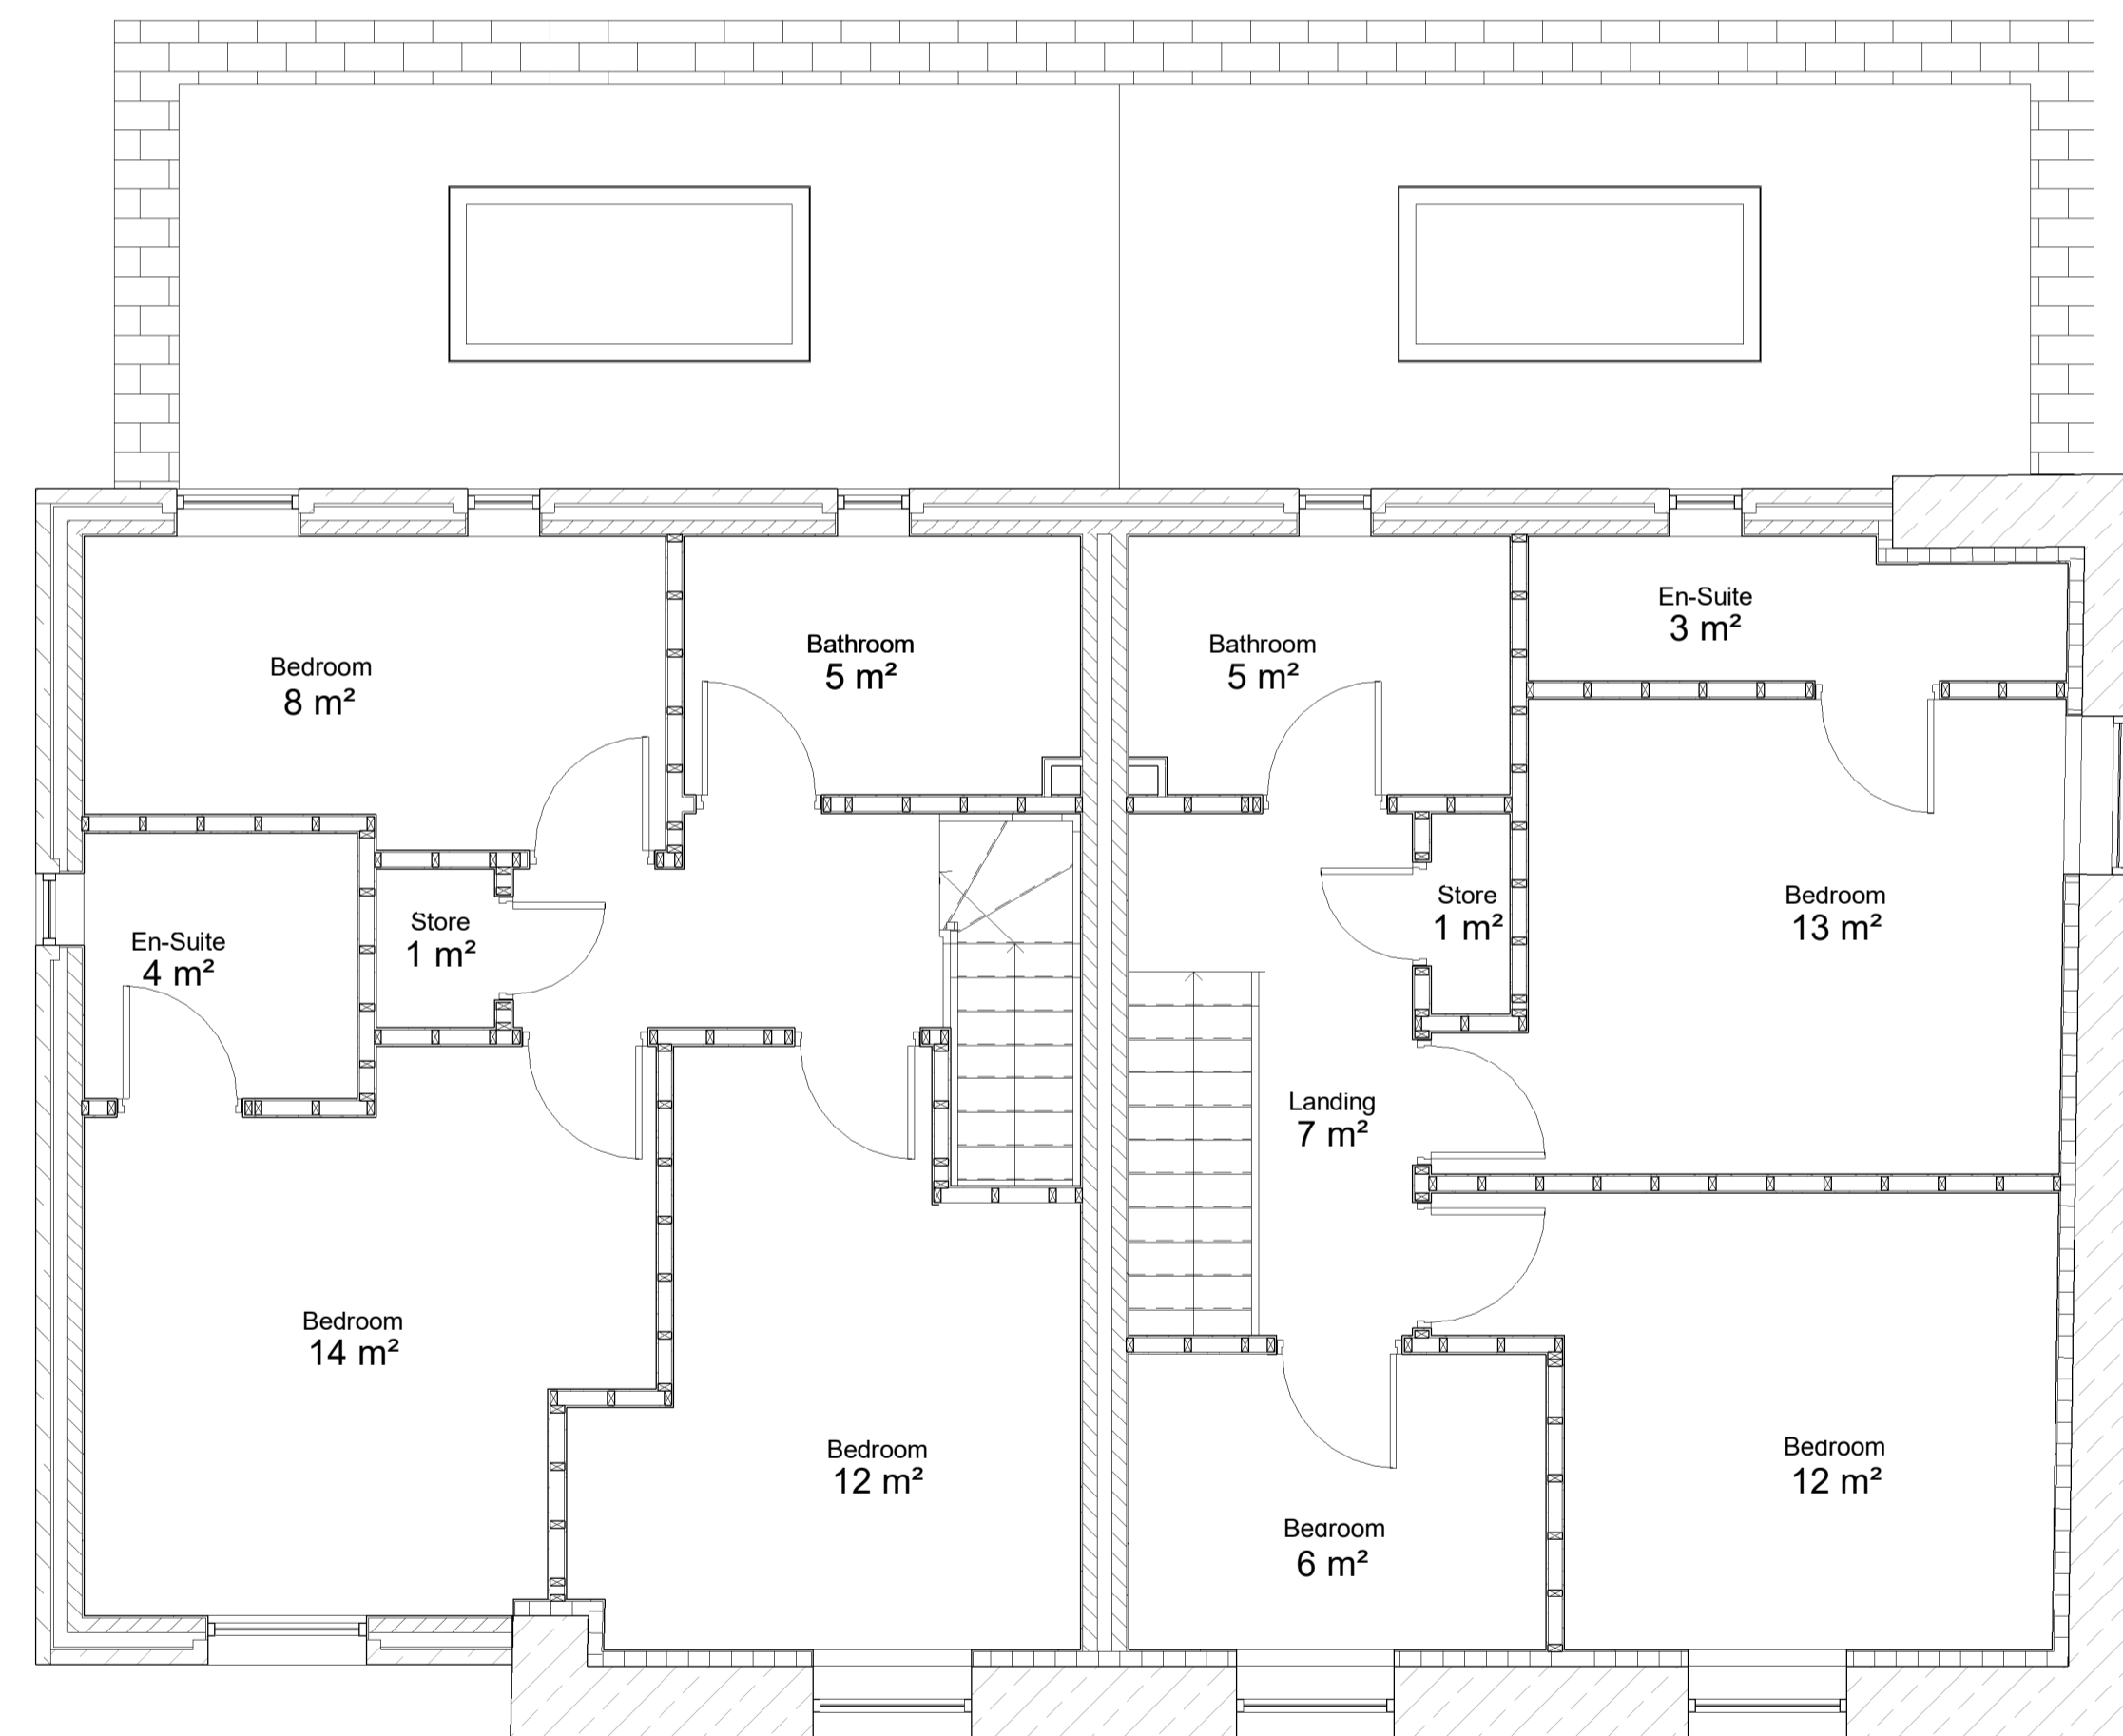 En-Suite
3 m²
Bathroom
5 m²
Bathroom
5 m²
Bedroom
8 m²
Bedroom
13 m²
Store
1 m²
Store
1 m²
En-Suite
4 m²
Landing
7 m²
Bedroom
14 m²
Bedroom
12 m²
Bedroom
12 m²
Bedroom
6 m²